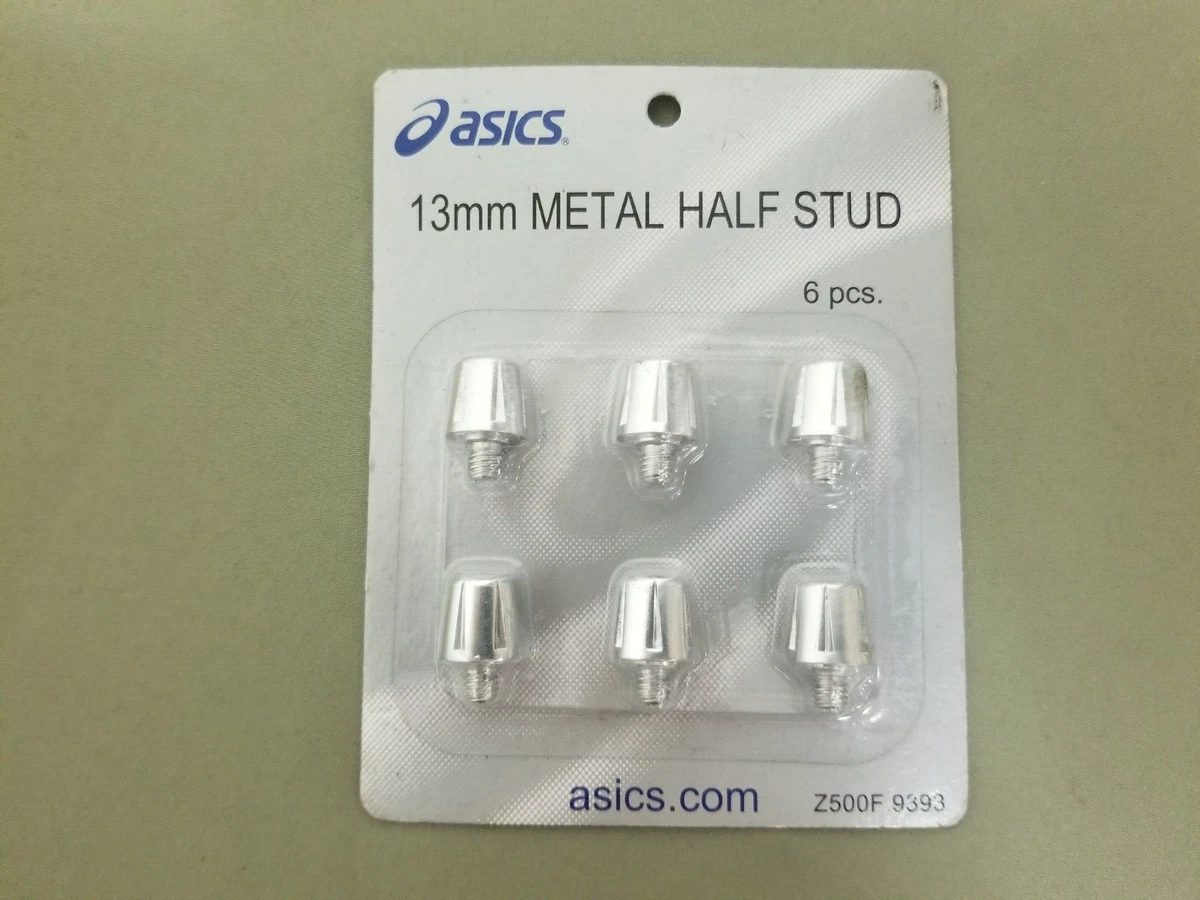 asics®
13mm METAL HALF STUD
6 pcs.
asics.com
Z500F 9393